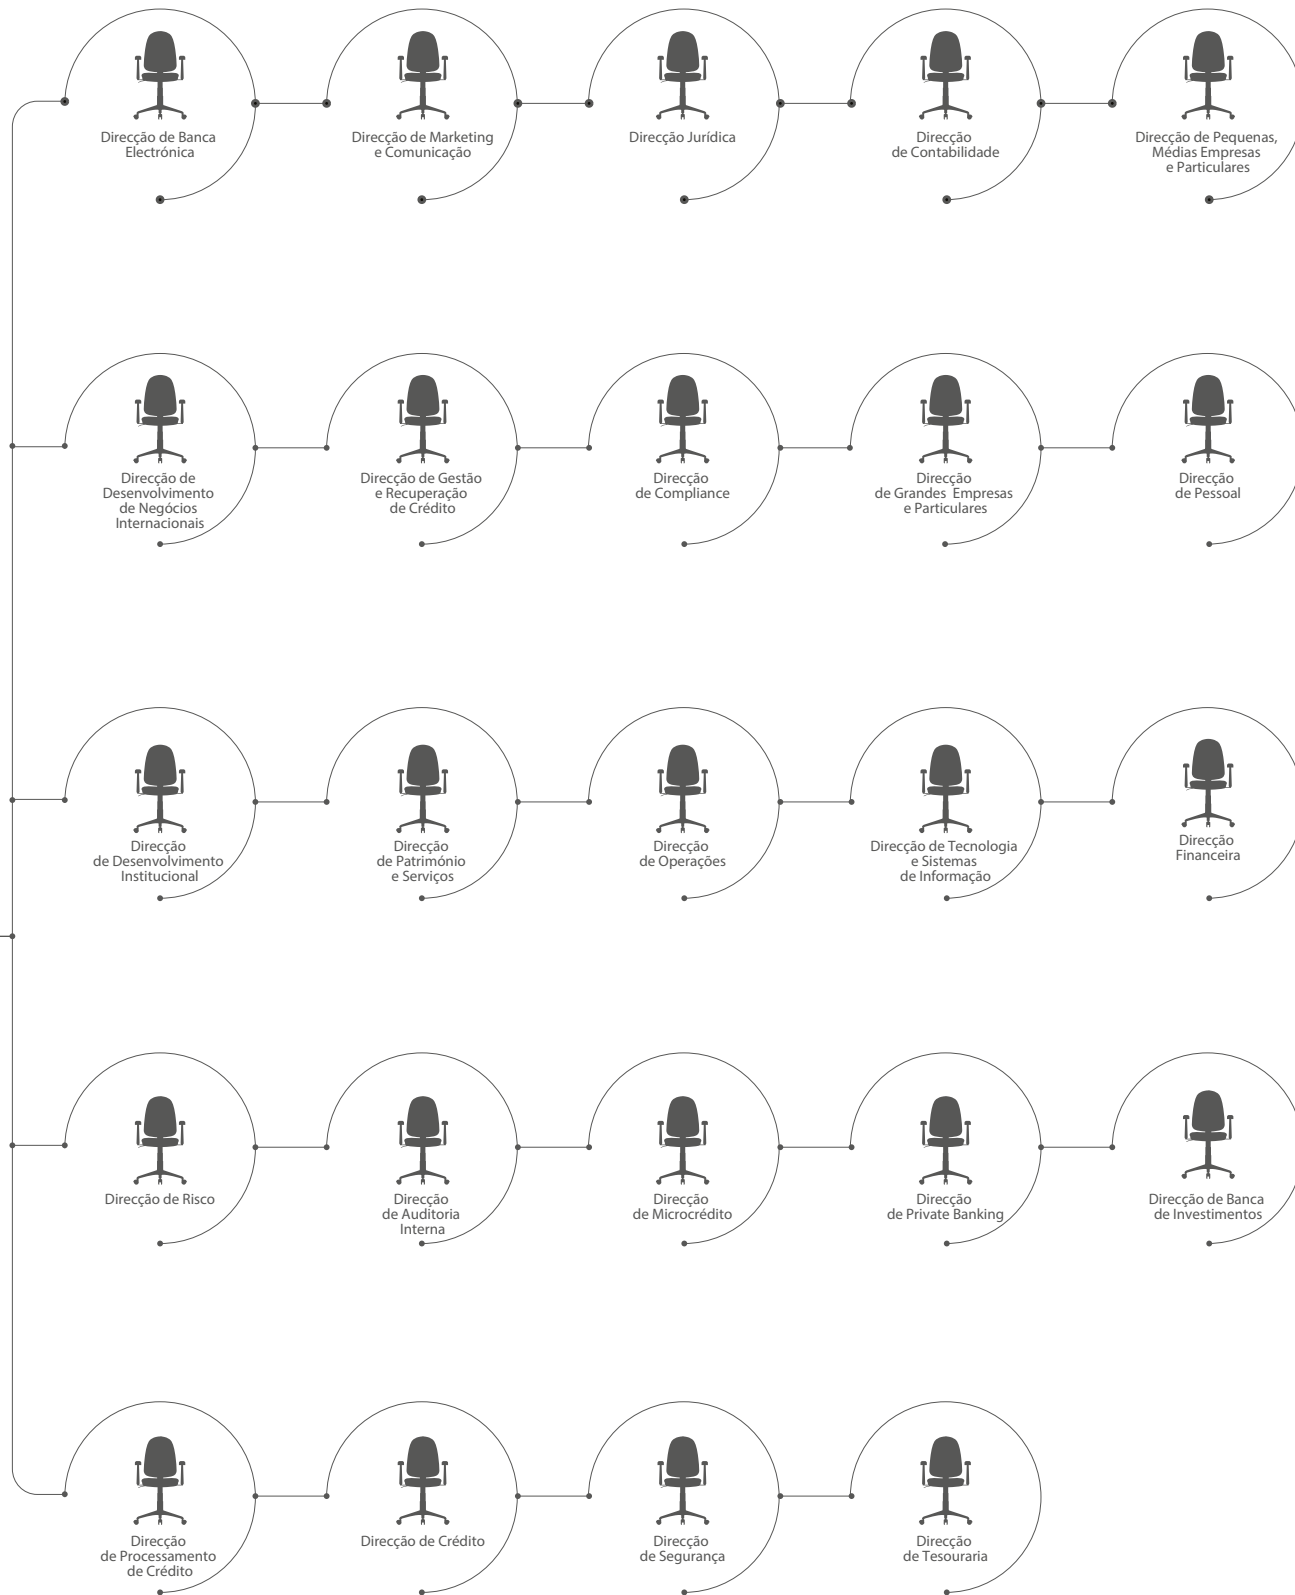 Direcção de Banca
Electrónica
Direcção de Marketing
e Comunicação
Direcção Jurídica
Direcção
de Contabilidade
Direcção de Pequenas,
Médias Empresas
e Particulares
Direcção de
Desenvolvimento
de Negócios
Internacionais
Direcção de Gestão
e Recuperação
de Crédito
Direcção
de Compliance
Direcção
de Grandes Empresas
e Particulares
Direcção
de Pessoal
Direcção
de Desenvolvimento
Institucional
Direcção
de Património
e Serviços
Direcção
de Operações
Direcção de Tecnologia
e Sistemas
de Informação
Direcção
Financeira
Direcção de Risco
Direcção
de Auditoria
Interna
Direcção
de Microcrédito
Direcção
de Private Banking
Direcção de Banca
de Investimentos
Direcção
de Processamento
de Crédito
Direcção de Crédito
Direcção
de Segurança
Direcção
de Tesouraria